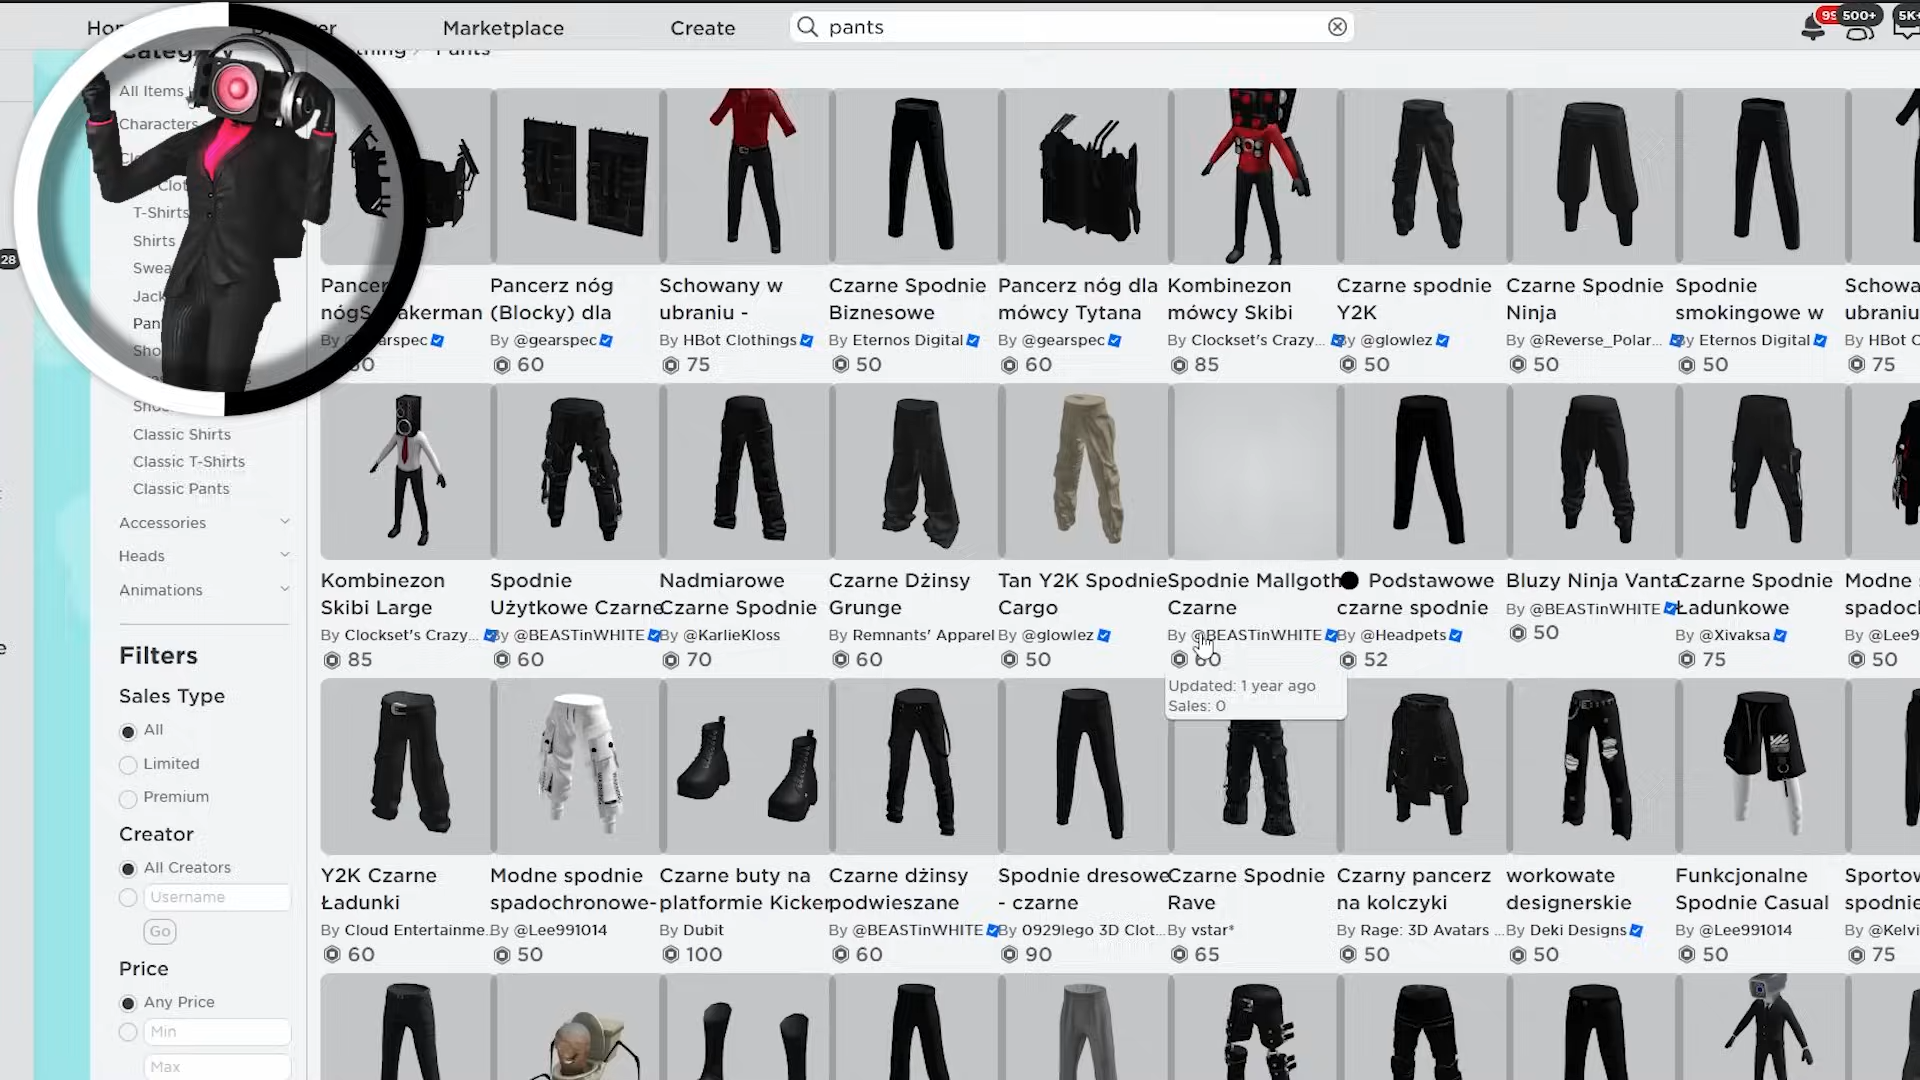 Marketplace
Create
pants
99
500+
5K+
Category
Pants
All Items
Characters
T-Shirts
Shirts
28
Classic Shirts
Classic T-Shirts
Classic Pants
Accessories
Heads
Animations
Filters
Sales Type
All
Limited
Premium
Creator
All Creators
Username
Go
Price
Any Price
Min
Max
Pancerz nóg (Blocky) dla
By @gearspec
60
Schowany w ubraniu -
By HBot Clothings
75
Czarne Spodnie Biznesowe
By Eternos Digital
50
Pancerz nóg dla mówcy Tytana
By @gearspec
60
Kombinezon mówcy Skibi
By Clockset's Crazy...
85
Czarne spodnie Y2K
By @glowlez
50
Czarne Spodnie Ninja
By @Reverse_Polar...
50
Spodnie smokingowe w
By Eternos Digital
50
75
Kombinezon Skibi Large
By Clockset's Crazy...
85
Spodnie Użytkowe Czarne
By @BEASTinWHITE
60
Nadmiarowe Czarne Spodnie
By @KarlieKloss
70
Czarne Dżinsy Grunge
By Remnants' Apparel
60
Tan Y2K Spodnie Cargo
By @glowlez
50
Spodnie Mallgoth Czarne
By @BEASTinWHITE
60
Updated: 1 year ago
Sales: 0
Podstawowe czarne spodnie
By @Headpets
52
Bluzy Ninja Vanta
By @BEASTinWHITE
50
Czarne Spodnie Ładunkowe
By @Xivaksa
75
Modne
50
Y2K Czarne Ładunki
By Cloud Entertainme...
60
Modne spodnie spadochronowe-
By @Lee991014
50
Czarne buty na platformie Kicker
By Dubit
100
Czarne dżinsy podwieszane
By @BEASTinWHITE
60
Spodnie dresowe - czarne
By 0929lego 3D Clot...
90
Czarne Spodnie Rave
By vstar*
65
Czarny pancerz na kolczyki
By Rage: 3D Avatars ...
50
workowate designerskie
By Deki Designs
50
Funkcjonalne Spodnie Casual
By @Lee991014
50
75